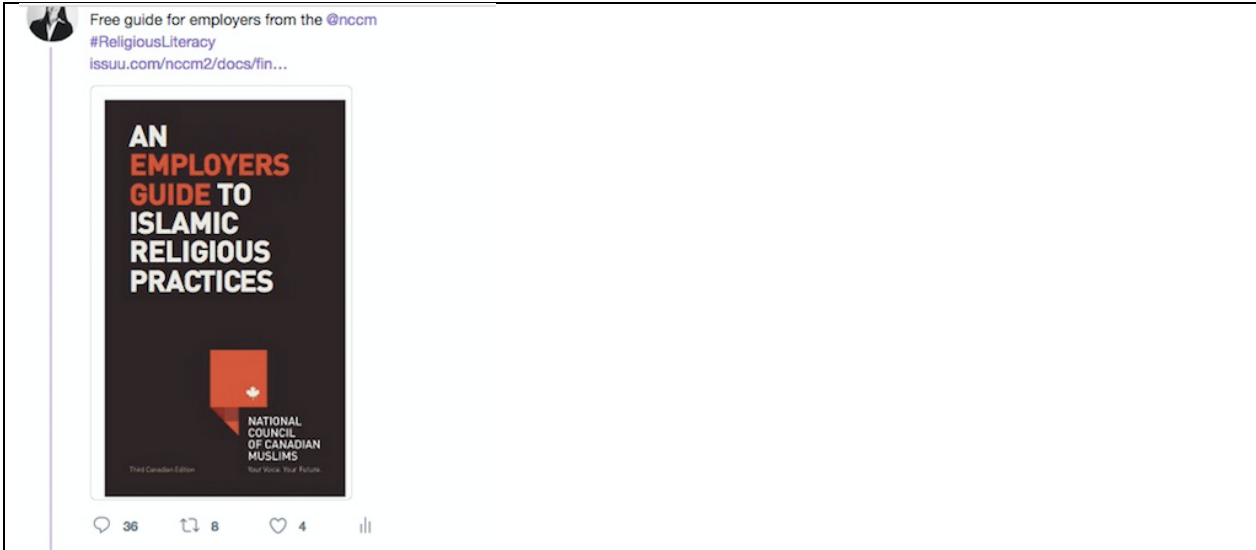 Free guide for employers from the @nccm
#ReligiousLiteracy
issuu.com/nccm2/docs/fin...
AN
EMPLOYERS
GUIDE TO
ISLAMIC
RELIGIOUS
PRACTICES
NATIONAL
COUNCIL
OF CANADIAN
MUSLIMS
Third Canadian Edition
Your Voice. Your Future.
36 8 4